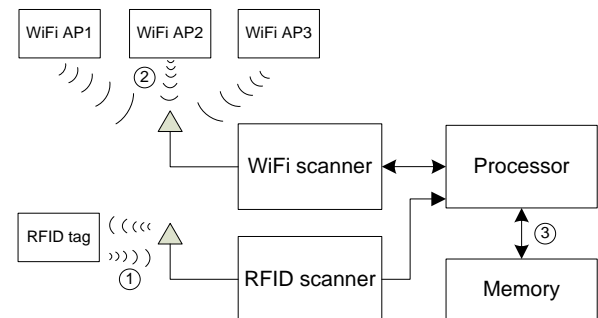 WiFi AP1
WiFi AP2
WiFi AP3
2
WiFi scanner
Processor
RFID tag
1
RFID scanner
3
Memory